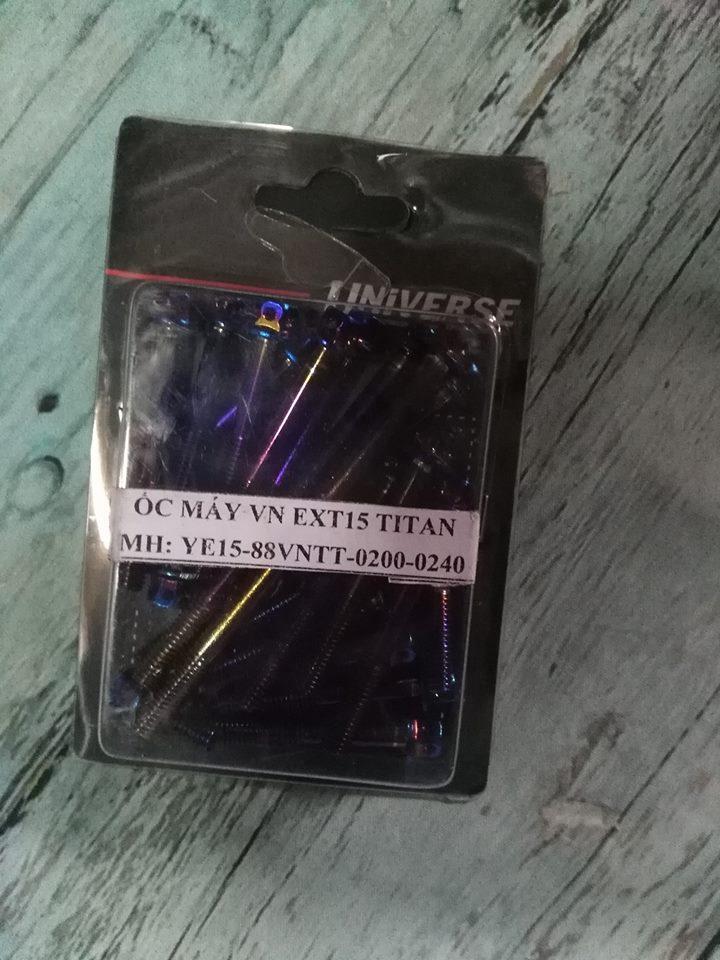 UNiVERSE
ỐC MÁY VN EXT15 TITAN
MH: YE15-88VNTT-0200-0240